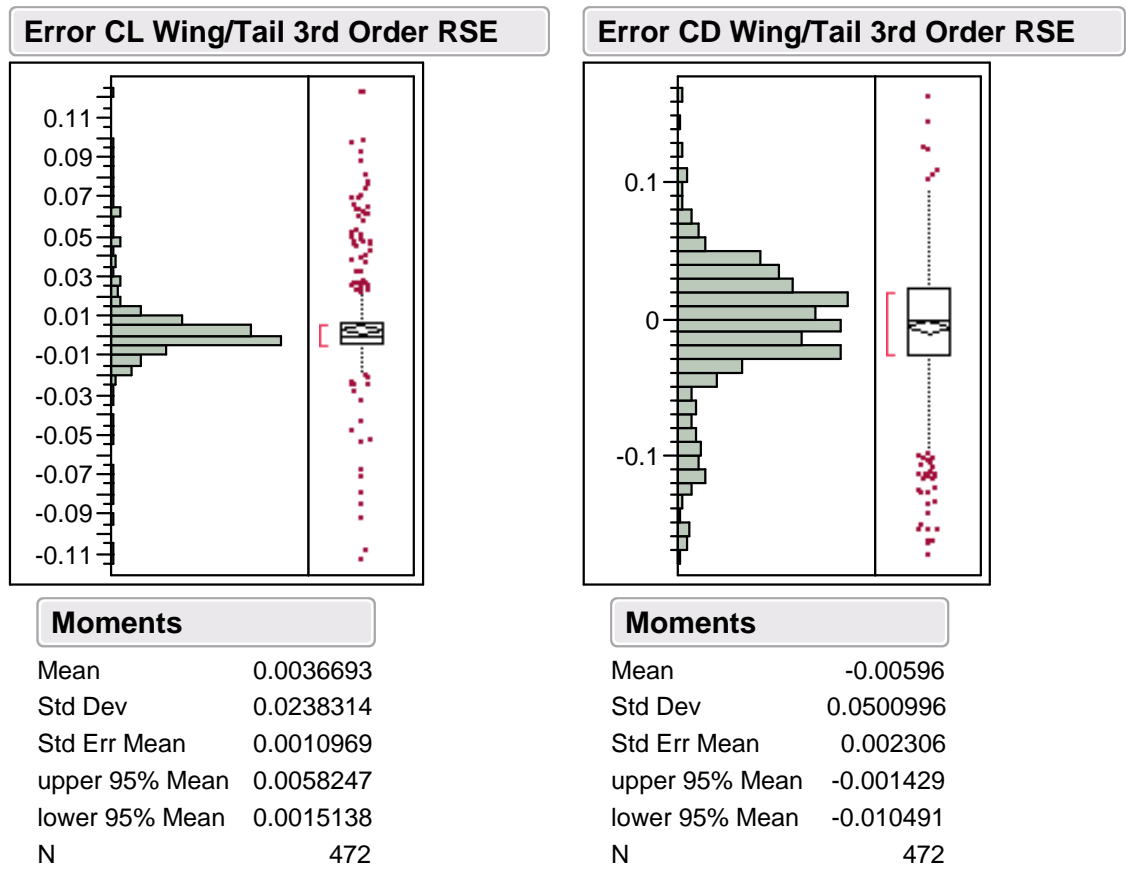 Error CL Wing/Tail 3rd Order RSE
0.11
0.09
0.07
0.05
0.03
0.01
-0.01
-0.03
-0.05
-0.07
-0.09
-0.11
Moments
Mean 0.0036693
Std Dev 0.0238314
Std Err Mean 0.0010969
upper 95% Mean 0.0058247
lower 95% Mean 0.0015138
N 472
Error CD Wing/Tail 3rd Order RSE
0.1
0
-0.1
Moments
Mean -0.00596
Std Dev 0.0500996
Std Err Mean 0.002306
upper 95% Mean -0.001429
lower 95% Mean -0.010491
N 472